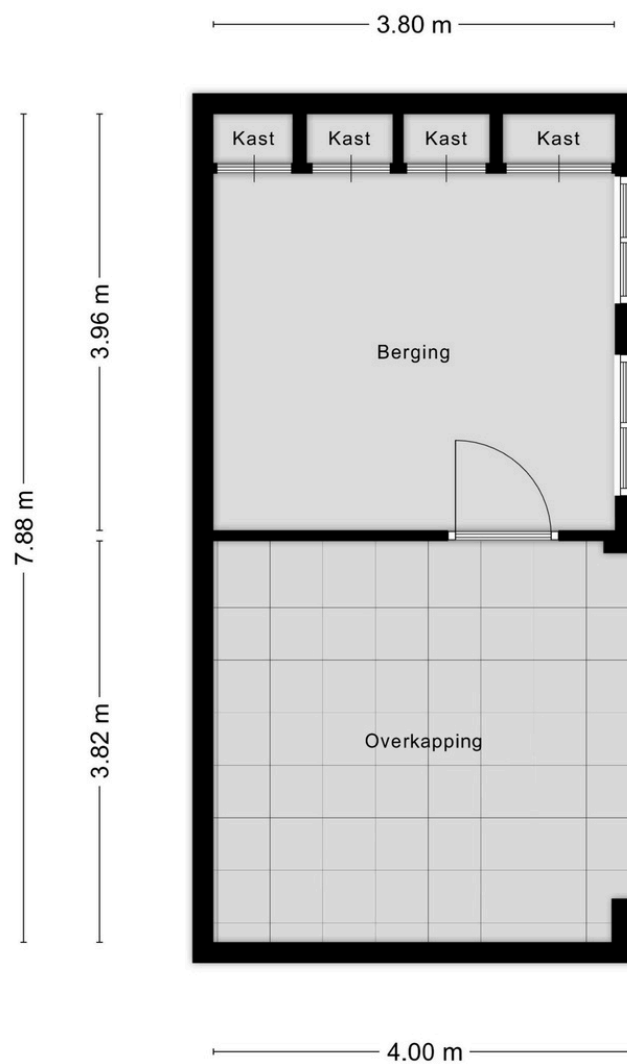 3.80 m
Kast
Kast
Kast
Kast
3.96 m
Berging
7.88 m
3.82 m
Overkapping
4.00 m